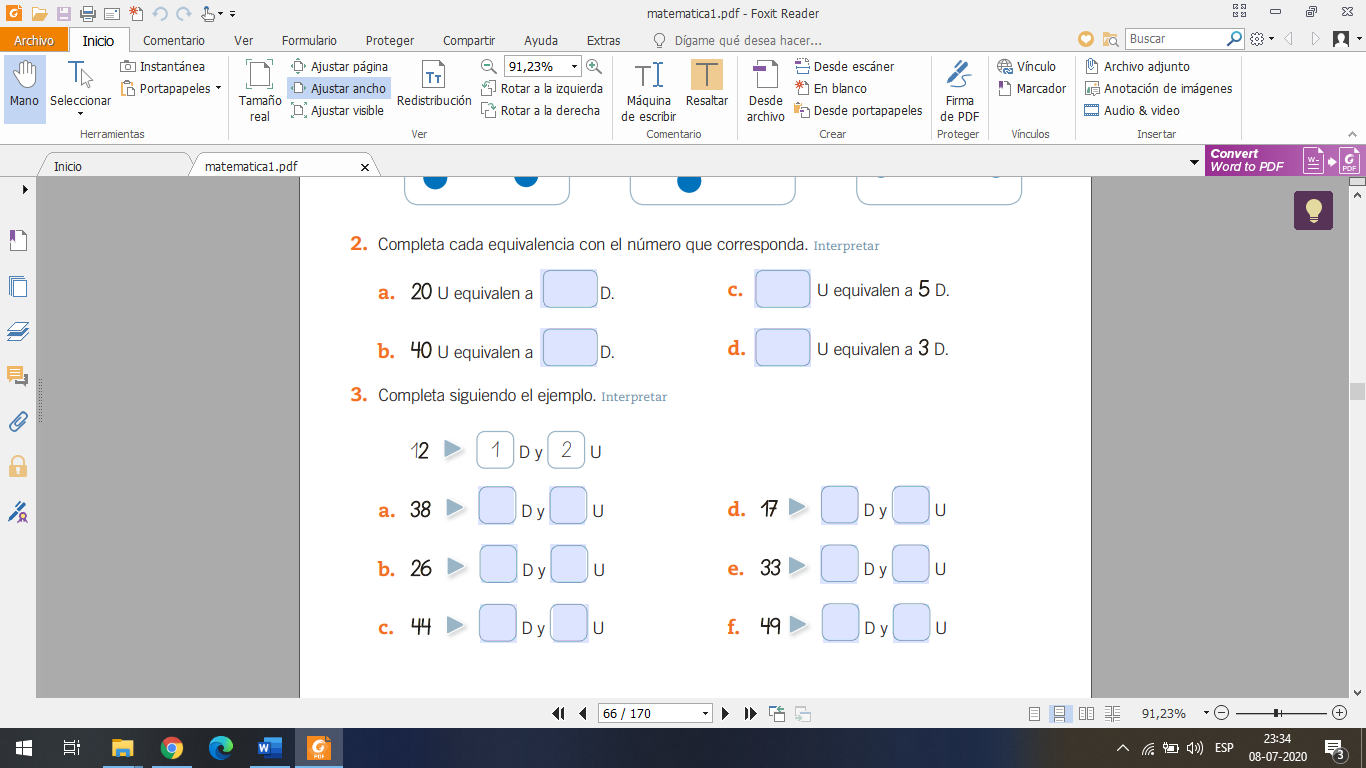 matematica1.pdf - Foxit Reader
Archivo Inicio Comentario Ver Formulario Proteger Compartir Ayuda Extras Dígame qué desea hacer... Buscar
Mano Seleccionar Instantánea Portapapeles
Herramientas
Tamaño real Ajustar página Ajustar ancho Ajustar visible Redistribución 91,23% Rotar a la izquierda Rotar a la derecha
Ver
Máquina de escribir Resaltar
Comentario
Desde archivo Desde escáner En blanco Desde portapapeles
Crear
Firma de PDF
Proteger
Vínculo Marcador
Vínculos
Archivo adjunto Anotación de imágenes Audio & video
Insertar
Inicio matematica1.pdf
Convert
Word to PDF
2. Completa cada equivalencia con el número que corresponda. Interpretar
a. 20 U equivalen a D.
c. U equivalen a 5 D.
b. 40 U equivalen a D.
d. U equivalen a 3 D.
3. Completa siguiendo el ejemplo. Interpretar
12 1 D y 2 U
a. 38 D y U
d. 17 D y U
b. 26 D y U
e. 33 D y U
c. 44 D y U
f. 49 D y U
66 / 170 91,23%
ESP 23:34
08-07-2020 3